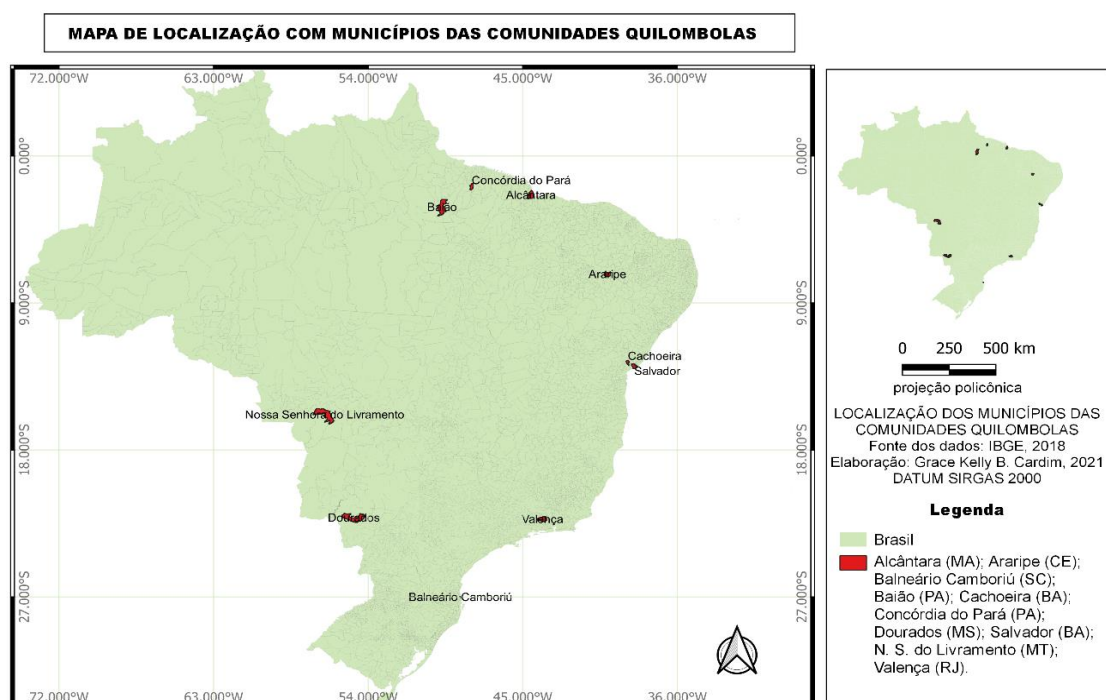 MAPA DE LOCALIZAÇÃO COM MUNICÍPIOS DAS COMUNIDADES QUILOMBOLAS
72.000°W 63.000°W 54.000°W 45.000°W 36.000°W
0.000°
9.000°S
18.000°S
27.000°S
Concórdia do Pará
Alcântara
Baião
Araripe
Cachoeira
Salvador
Nossa Senhora do Livramento
Dourados
Valença
Balneário Camboriú
0.000°
9.000°S
18.000°S
27.000°S
72.000°W 63.000°W 54.000°W 45.000°W 36.000°W
0 250 500 km
projeção policônica
LOCALIZAÇÃO DOS MUNICÍPIOS DAS
COMUNIDADES QUILOMBOLAS
Fonte dos dados: IBGE, 2018
Elaboração: Grace Kelly B. Cardim, 2021
DATUM SIRGAS 2000
Legenda
Brasil
Alcântara (MA); Araripe (CE);
Balneário Camboriú (SC);
Baião (PA); Cachoeira (BA);
Concórdia do Pará (PA);
Dourados (MS); Salvador (BA);
N. S. do Livramento (MT);
Valença (RJ).